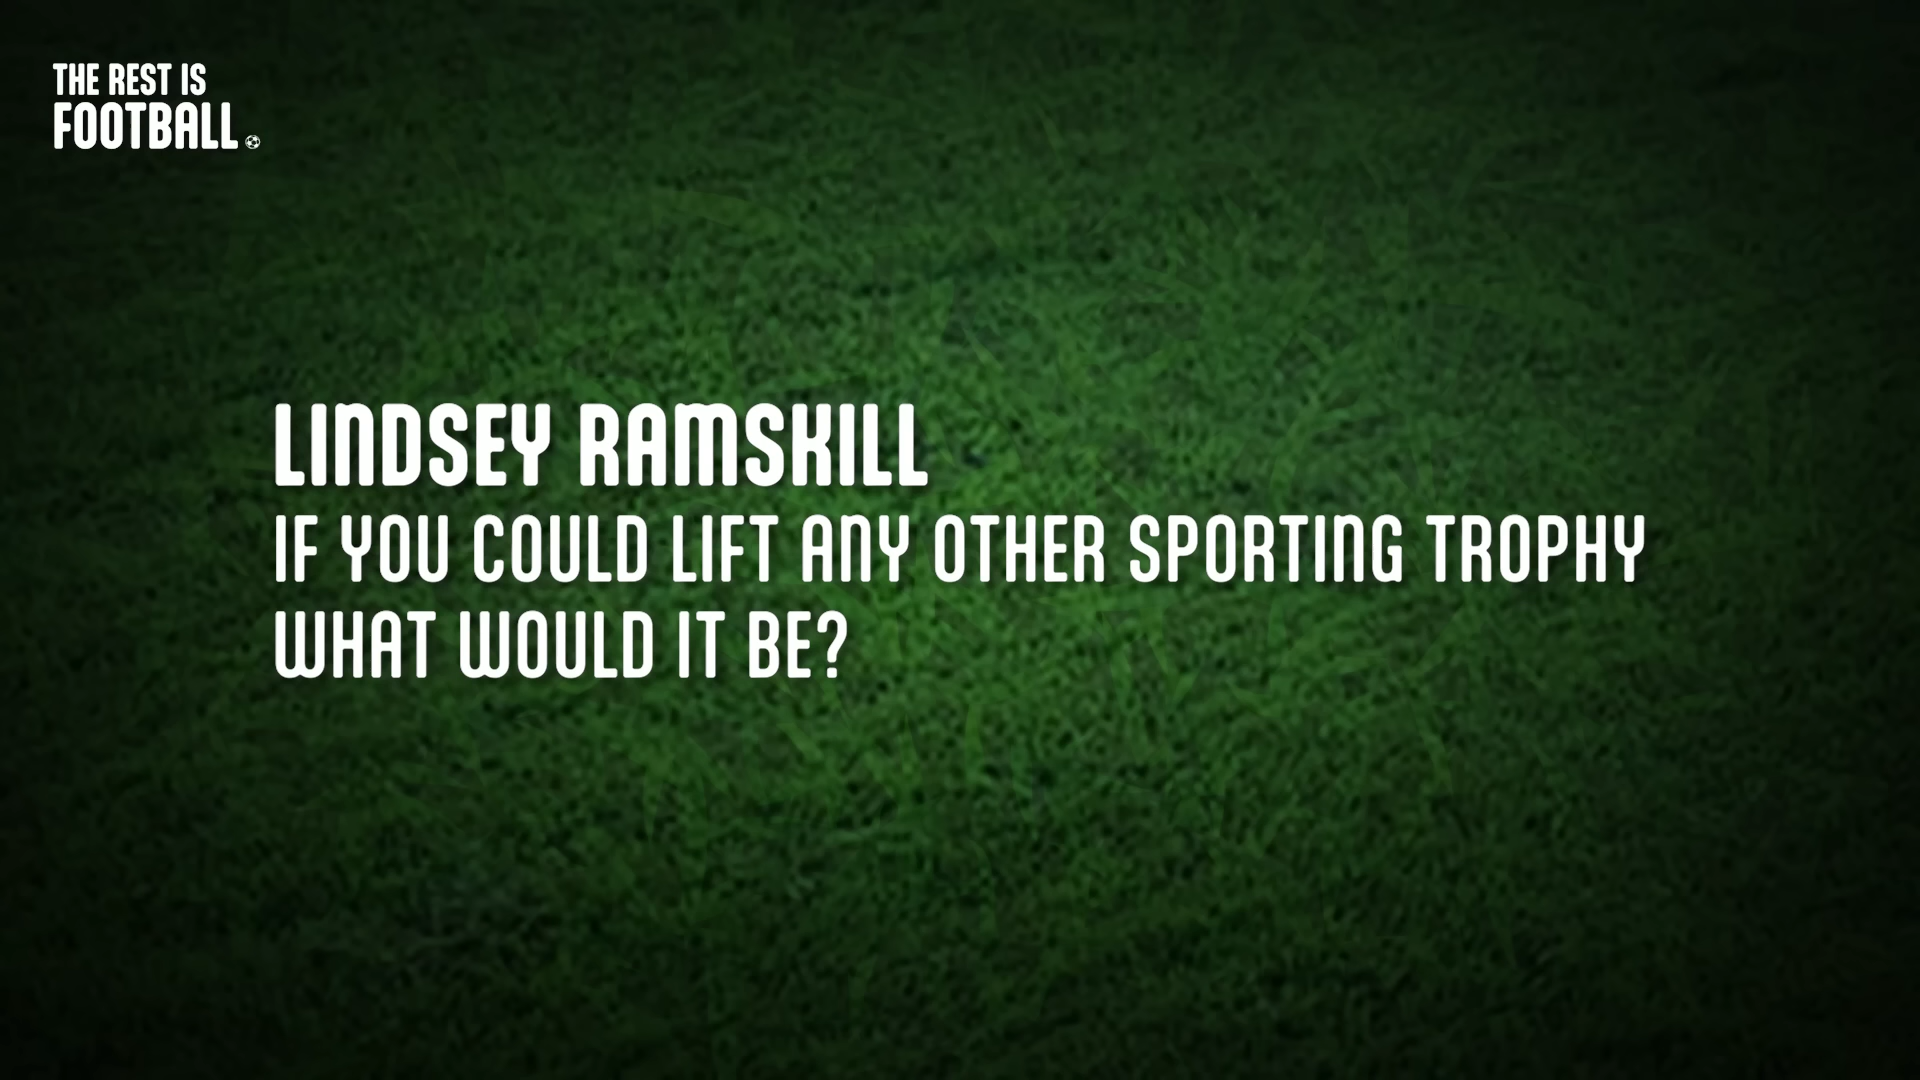 THE REST IS
FOOTBALL
LINDSEY RAMSKILL
IF YOU COULD LIFT ANY OTHER SPORTING TROPHY
WHAT WOULD IT BE?